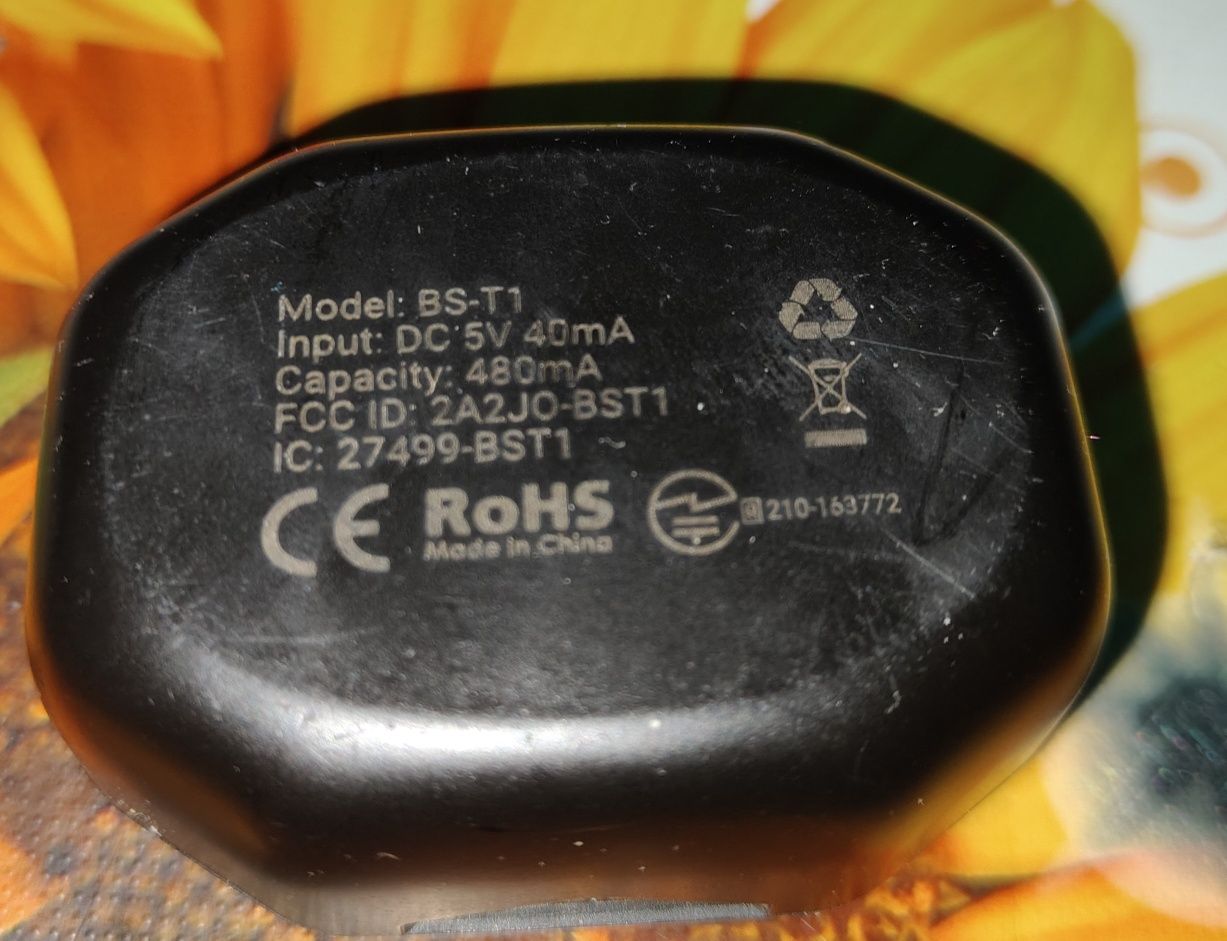 Model: BS-T1
Input: DC 5V 40mA
Capacity: 480mA
FCC ID: 2A2JO-BST1
IC: 27499-BST1
CE RoHS
Made in China
R 210-163772